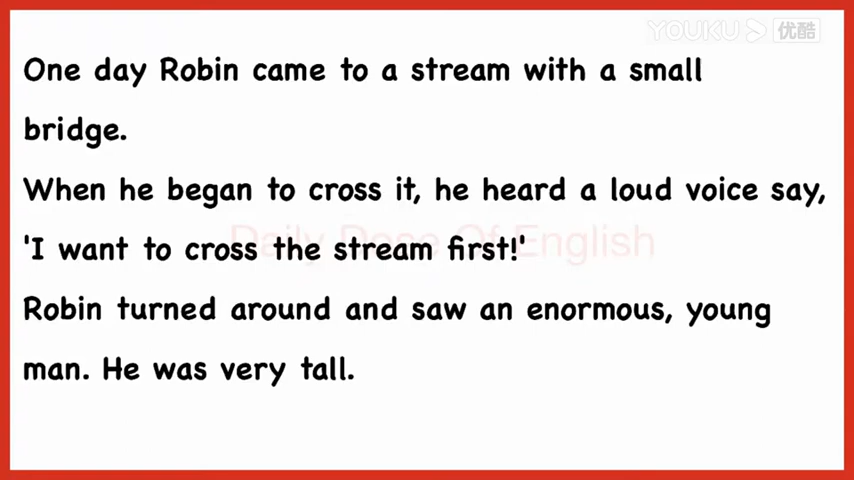 YOUKU 优酷
One day Robin came to a stream with a small
bridge.
When he began to cross it, he heard a loud voice say,
'I want to cross the stream first!'
Daily Dose Of English
Robin turned around and saw an enormous, young
man. He was very tall.